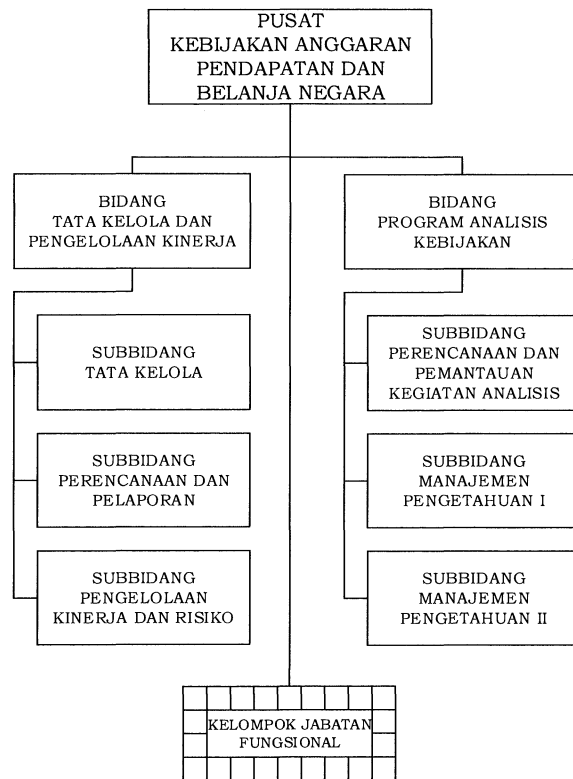 PUSAT
KEBIJAKAN ANGGARAN
PENDAPATAN DAN
BELANJA NEGARA
BIDANG
TATA KELOLA DAN
PENGELOLAAN KINERJA
SUBBIDANG
TATA KELOLA
SUBBIDANG
PERENCANAAN DAN
PELAPORAN
SUBBIDANG
PENGELOLAAN
KINERJA DAN RISIKO
BIDANG
PROGRAM ANALISIS
KEBIJAKAN
SUBBIDANG
PERENCANAAN DAN
PEMANTAUAN
KEGIATAN ANALISIS
SUBBIDANG
MANAJEMEN
PENGETAHUAN I
SUBBIDANG
MANAJEMEN
PENGETAHUAN II
KELOMPOK JABATAN
FUNGSIONAL